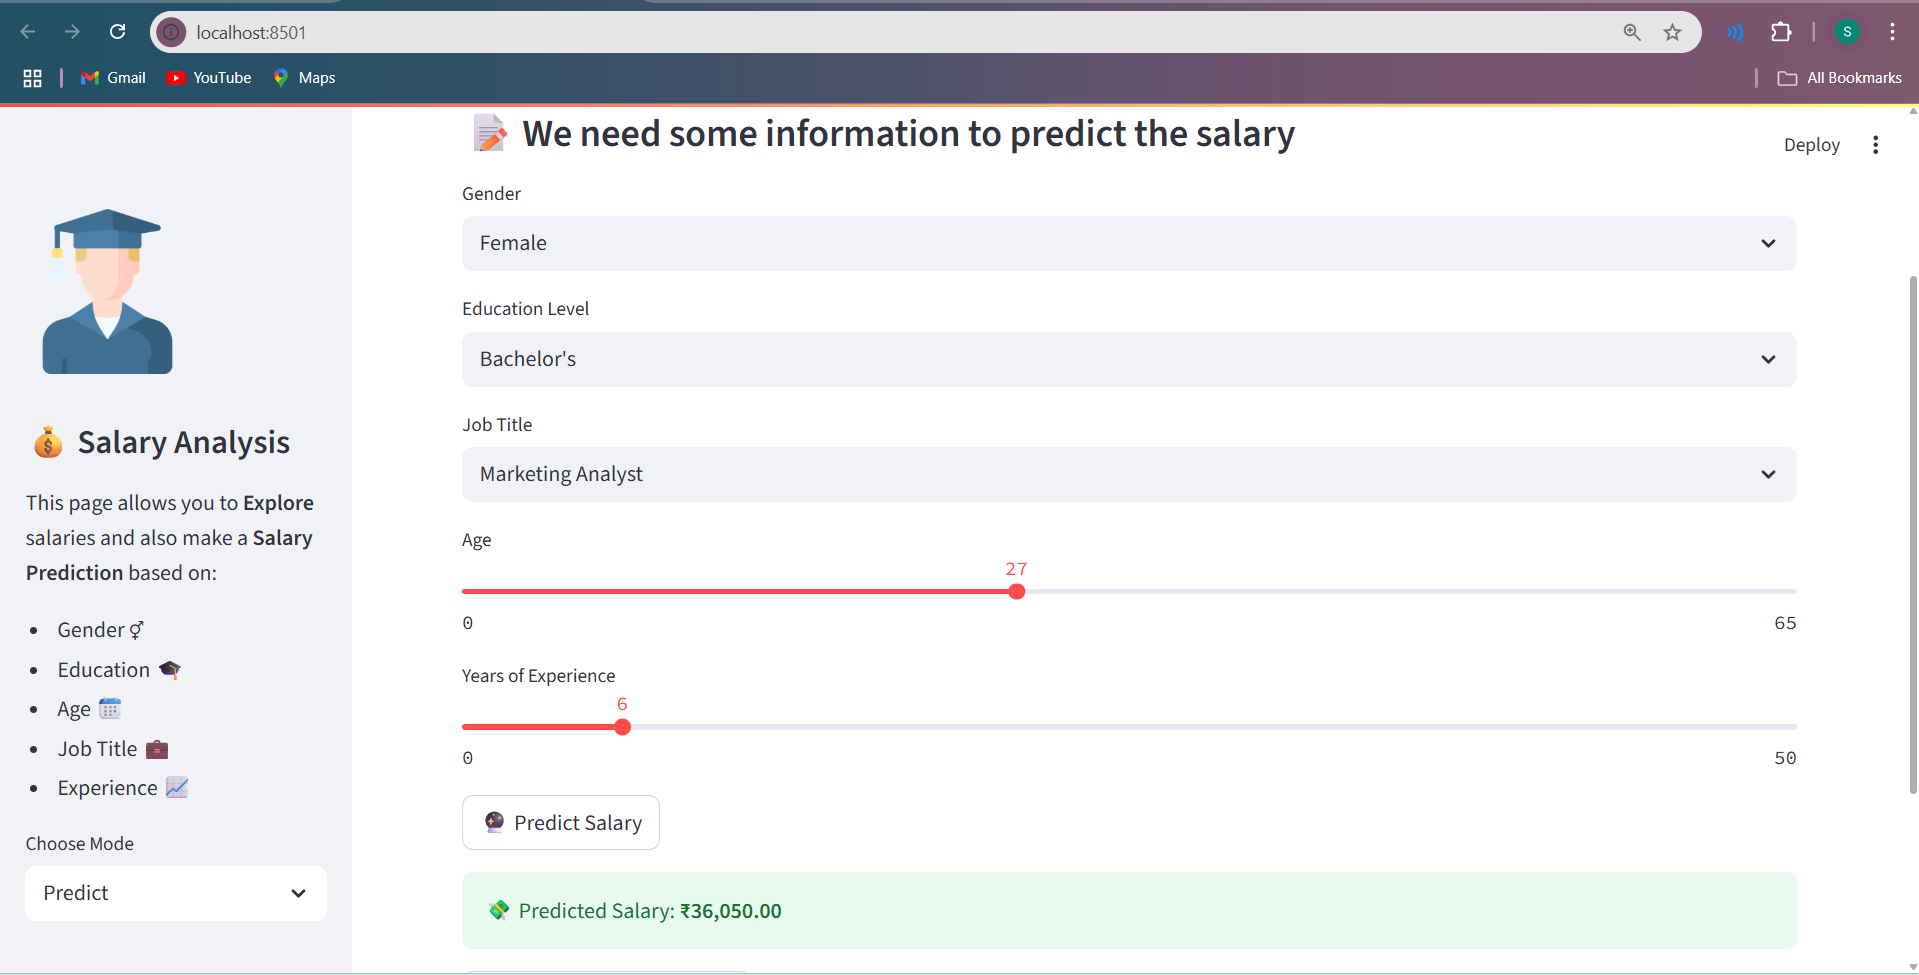 localhost:8501
S
Gmail
YouTube
Maps
All Bookmarks
Salary Analysis
This page allows you to Explore
salaries and also make a Salary
Prediction based on:
Gender
Education
Age
Job Title
Experience
Choose Mode
Predict
We need some information to predict the salary
Deploy
Gender
Female
Education Level
Bachelor's
Job Title
Marketing Analyst
Age
27
0
65
Years of Experience
6
0
50
Predict Salary
Predicted Salary: ₹36,050.00